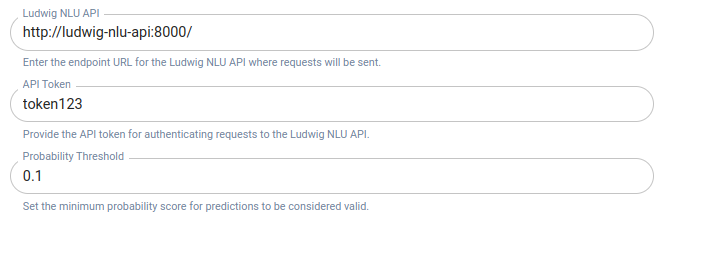 Ludwig NLU API
http://ludwig-nlu-api:8000/
Enter the endpoint URL for the Ludwig NLU API where requests will be sent.
API Token
token123
Provide the API token for authenticating requests to the Ludwig NLU API.
Probability Threshold
0.1
Set the minimum probability score for predictions to be considered valid.